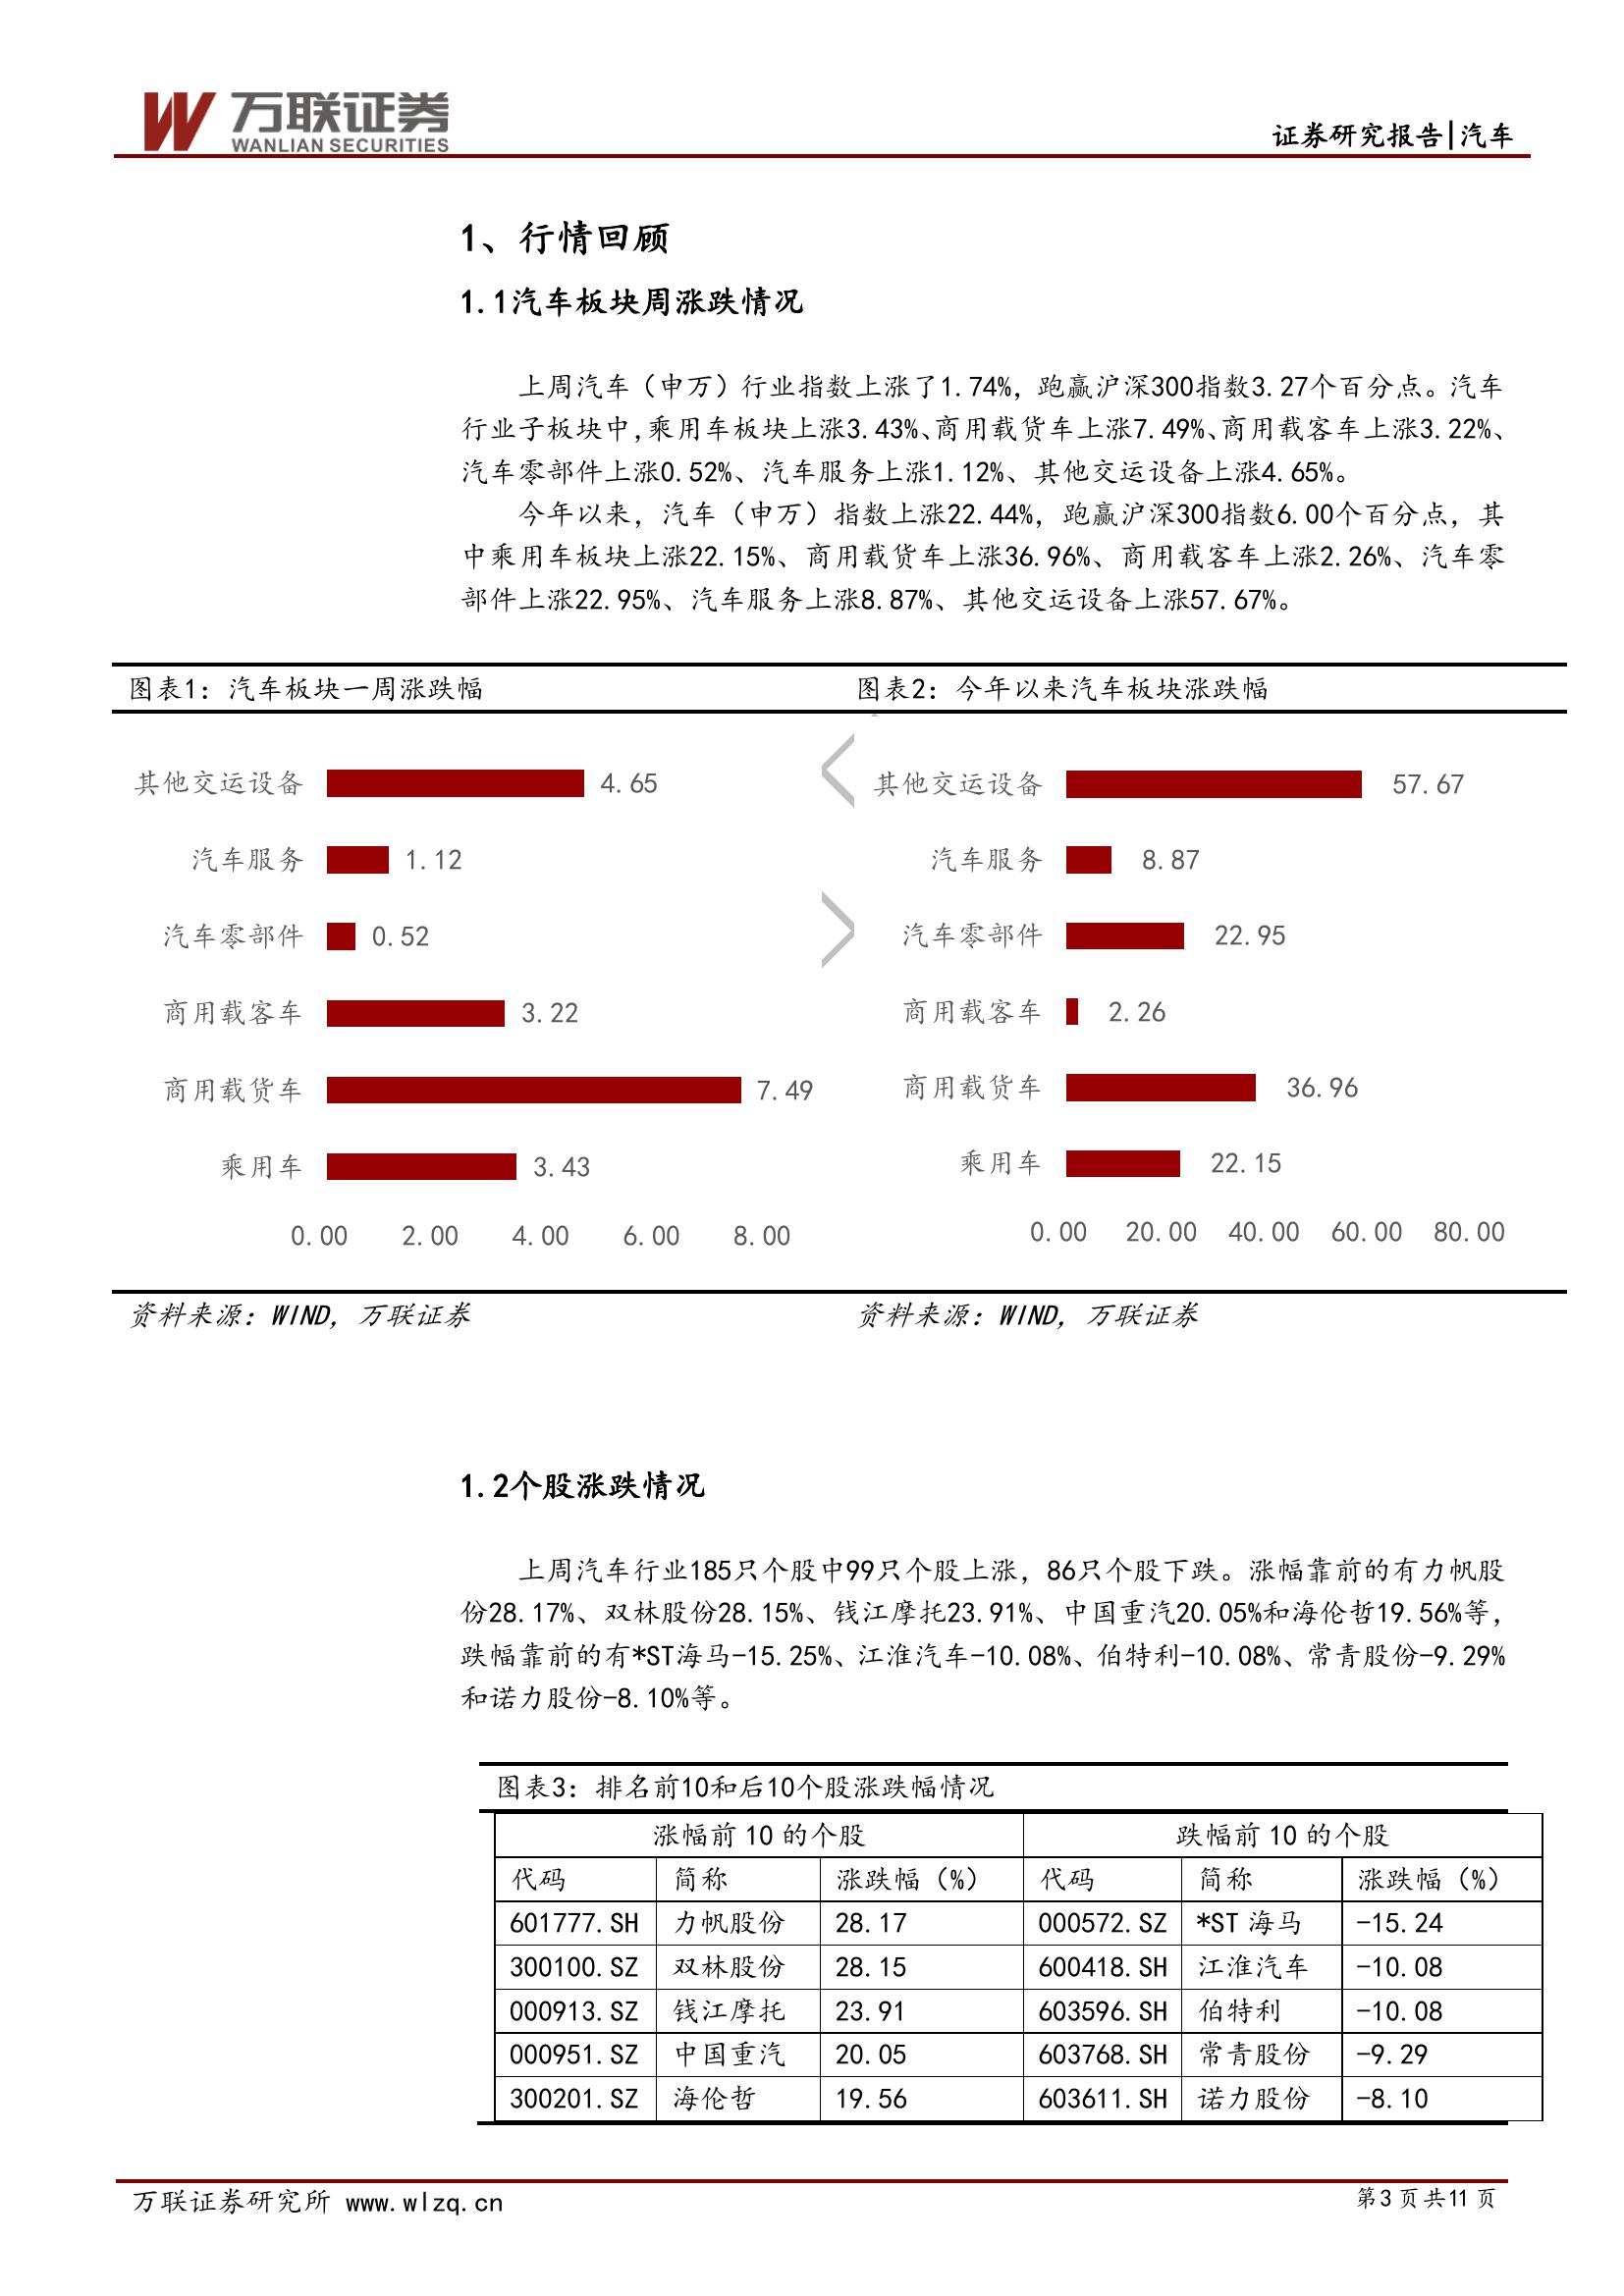 万联证券
WANLIAN SECURITIES
证券研究报告|汽车
1、行情回顾
1.1汽车板块周涨跌情况
上周汽车（申万）行业指数上涨了1.74%，跑赢沪深300指数3.27个百分点。汽车
行业子板块中,乘用车板块上涨3.43%、商用载货车上涨7.49%、商用载客车上涨3.22%、
汽车零部件上涨0.52%、汽车服务上涨1.12%、其他交运设备上涨4.65%。
今年以来，汽车（申万）指数上涨22.44%，跑赢沪深300指数6.00个百分点，其
中乘用车板块上涨22.15%、商用载货车上涨36.96%、商用载客车上涨2.26%、汽车零
部件上涨22.95%、汽车服务上涨8.87%、其他交运设备上涨57.67%。
图表1：汽车板块一周涨跌幅
其他交运设备 4.65
汽车服务 1.12
汽车零部件 0.52
商用载客车 3.22
商用载货车 7.49
乘用车 3.43
0.00 2.00 4.00 6.00 8.00
资料来源：WIND，万联证券
图表2：今年以来汽车板块涨跌幅
其他交运设备 57.67
汽车服务 8.87
汽车零部件 22.95
商用载客车 2.26
商用载货车 36.96
乘用车 22.15
0.00 20.00 40.00 60.00 80.00
资料来源：WIND，万联证券
1.2个股涨跌情况
上周汽车行业185只个股中99只个股上涨，86只个股下跌。涨幅靠前的有力帆股
份28.17%、双林股份28.15%、钱江摩托23.91%、中国重汽20.05%和海伦哲19.56%等，
跌幅靠前的有*ST海马-15.25%、江淮汽车-10.08%、伯特利-10.08%、常青股份-9.29%
和诺力股份-8.10%等。
图表3：排名前10和后10个股涨跌幅情况
涨幅前 10 的个股 跌幅前 10 的个股
代码 简称 涨跌幅（%） 代码 简称 涨跌幅（%）
601777.SH 力帆股份 28.17 000572.SZ *ST 海马 -15.24
300100.SZ 双林股份 28.15 600418.SH 江淮汽车 -10.08
000913.SZ 钱江摩托 23.91 603596.SH 伯特利 -10.08
000951.SZ 中国重汽 20.05 603768.SH 常青股份 -9.29
300201.SZ 海伦哲 19.56 603611.SH 诺力股份 -8.10
万联证券研究所 www.wlzq.cn
第3 页 共11 页